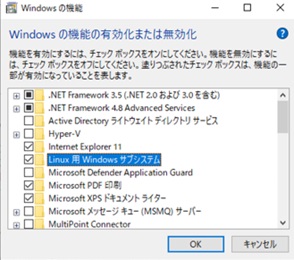 Windows の機能
Windows の機能の有効化または無効化
機能を有効にするには、チェック ボックスをオンにしてください。機能を無効にするに
は、チェック ボックスをオフにしてください。塗りつぶされたチェック ボックスは、機能の一
部が有効になっていることを表します。
.NET Framework 3.5 (.NET 2.0 および 3.0 を含む)
.NET Framework 4.8 Advanced Services
Active Directory ライトウェイト ディレクトリ サービス
Hyper-V
Internet Explorer 11
Linux 用 Windows サブシステム
Microsoft Defender Application Guard
Microsoft PDF 印刷
Microsoft XPS ドキュメント ライター
Microsoft メッセージ キュー (MSMQ) サーバー
MultiPoint Connector
OK
キャンセル